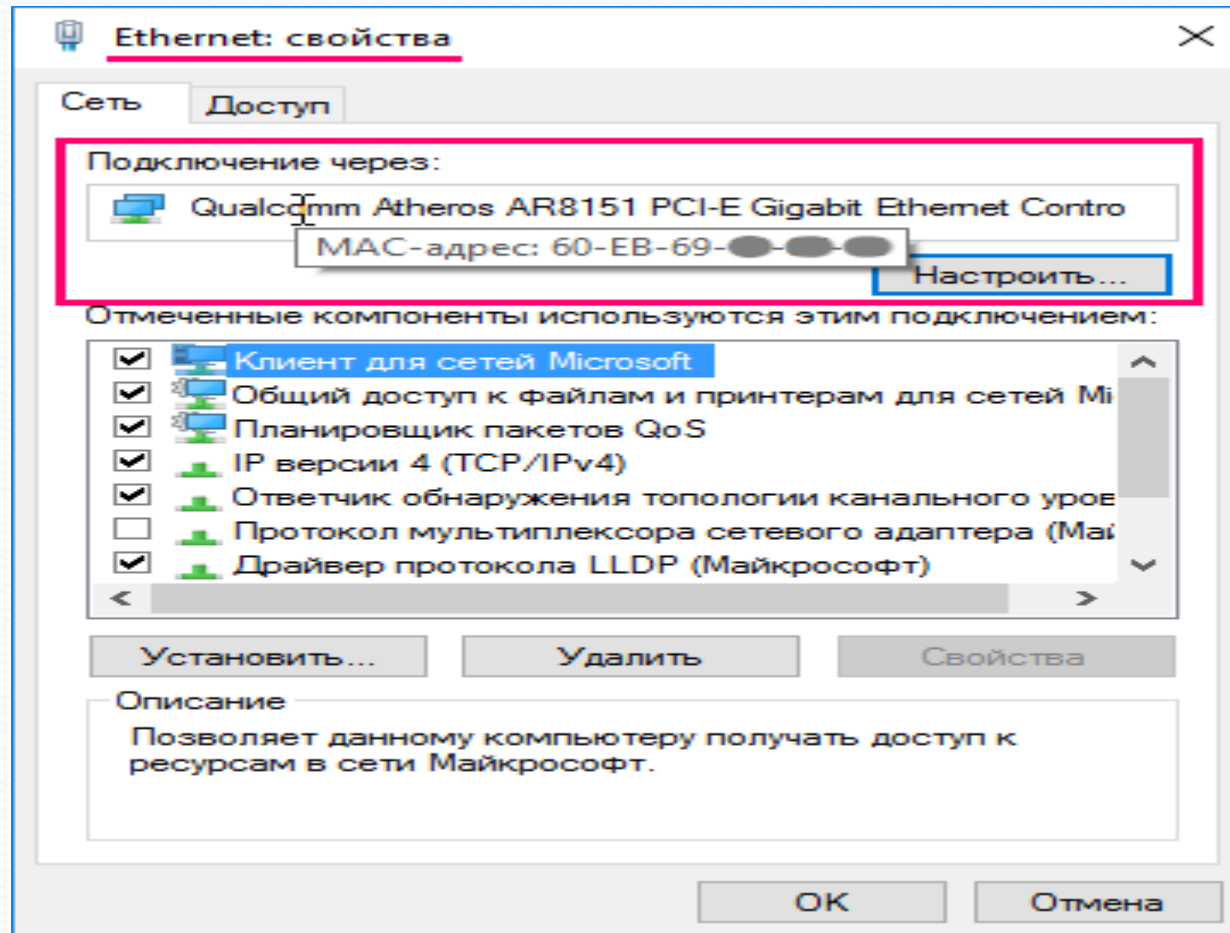 Ethernet: свойства
Сеть
Доступ
Подключение через:
Qualcomm Atheros AR8151 PCI-E Gigabit Ethernet Contro
MAC-адрес: 60-EB-69-
Настроить...
Отмеченные компоненты используются этим подключением:
Клиент для сетей Microsoft
Общий доступ к файлам и принтерам для сетей Mi
Планировщик пакетов QoS
IP версии 4 (TCP/IPv4)
Ответчик обнаружения топологии канального уров
Протокол мультиплексора сетевого адаптера (Май
Драйвер протокола LLDP (Майкрософт)
Установить...
Удалить
Свойства
Описание
Позволяет данному компьютеру получать доступ к
ресурсам в сети Майкрософт.
OK
Отмена